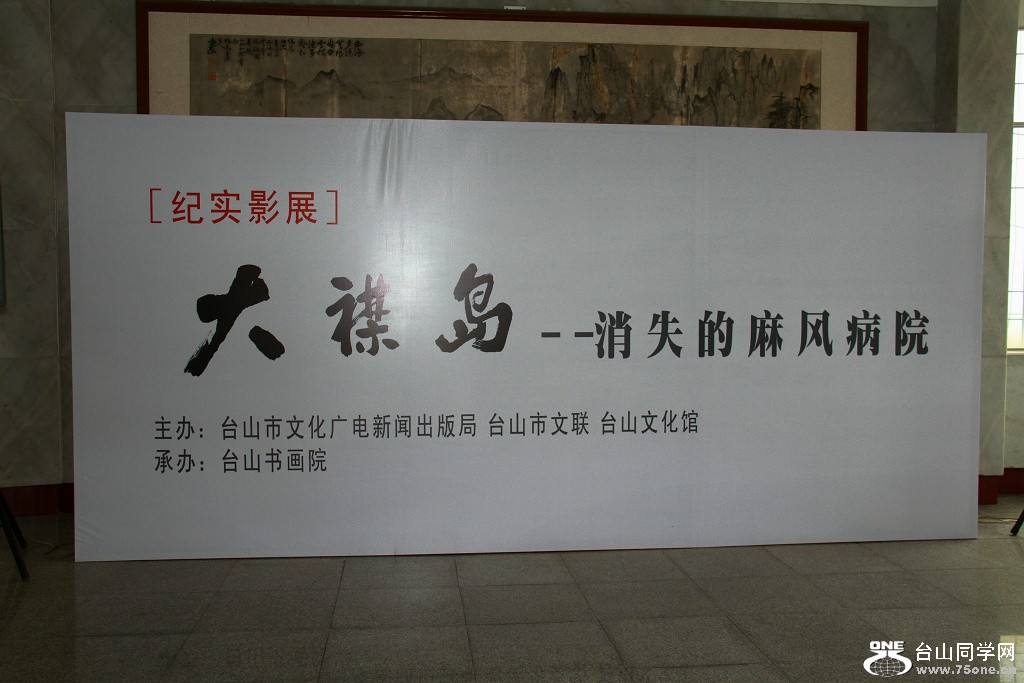 [纪实影展]
大襟岛--消失的麻风病院
主办：台山市文化广电新闻出版局 台山市文联 台山文化馆
承办：台山书画院
ONE
台山同学网
www.75one.cn